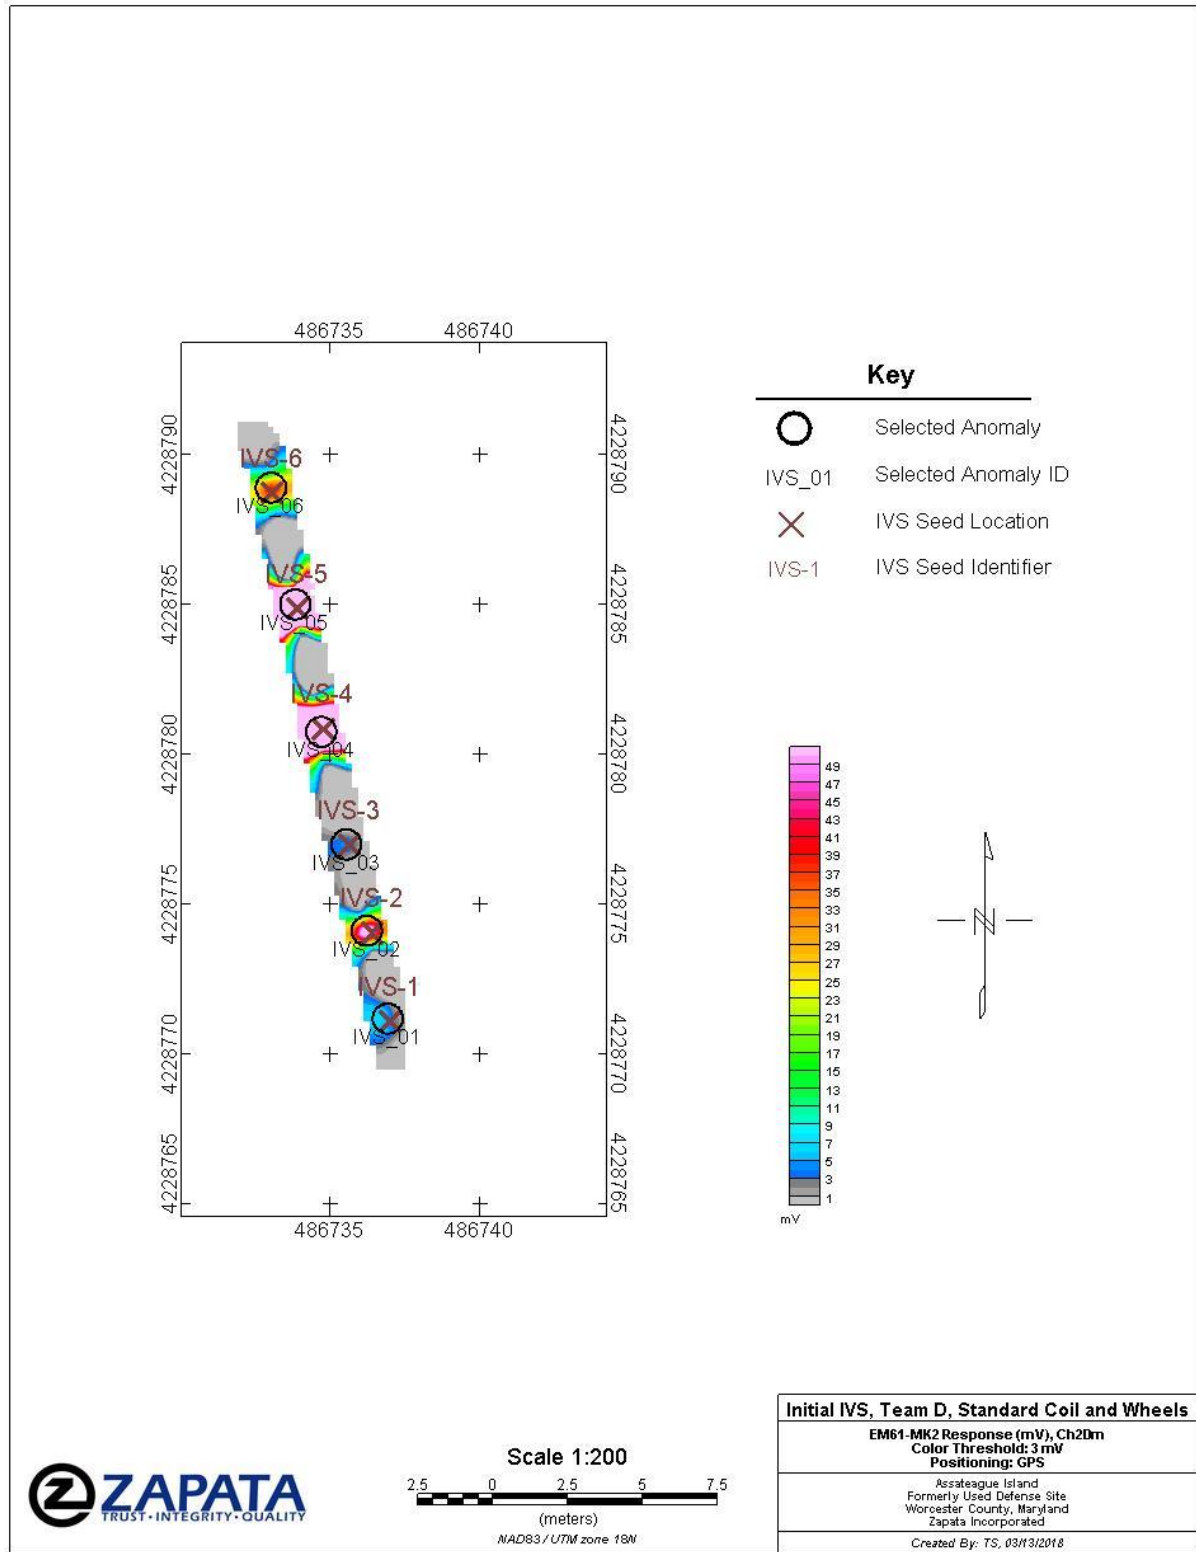 486735 486740
4228790 4228790
IVS-6
IVS_06
IVS-5
4228785 4228785
IVS_05
IVS-4
4228780 4228780
IVS_04
IVS-3
IVS_03
4228775 4228775
IVS-2
IVS_02
IVS-1
IVS_01
4228770 4228770
4228765 4228765
486735 486740
Key
Selected Anomaly
IVS_01 Selected Anomaly ID
IVS Seed Location
IVS-1 IVS Seed Identifier
49
47
45
43
41
39
37
35
33
31
29
27
25
23
21
19
17
15
13
11
9
7
5
3
1
mV
N
ZAPATA
TRUST·INTEGRITY·QUALITY
Scale 1:200
2.5 0 2.5 5 7.5
(meters)
NAD83 / UTM zone 18N
Initial IVS, Team D, Standard Coil and Wheels
EM61-MK2 Response (mV), Ch2Dm
Color Threshold: 3 mV
Positioning: GPS
Assateague Island
Formerly Used Defense Site
Worcester County, Maryland
Zapata Incorporated
Created By: TS, 03/13/2018